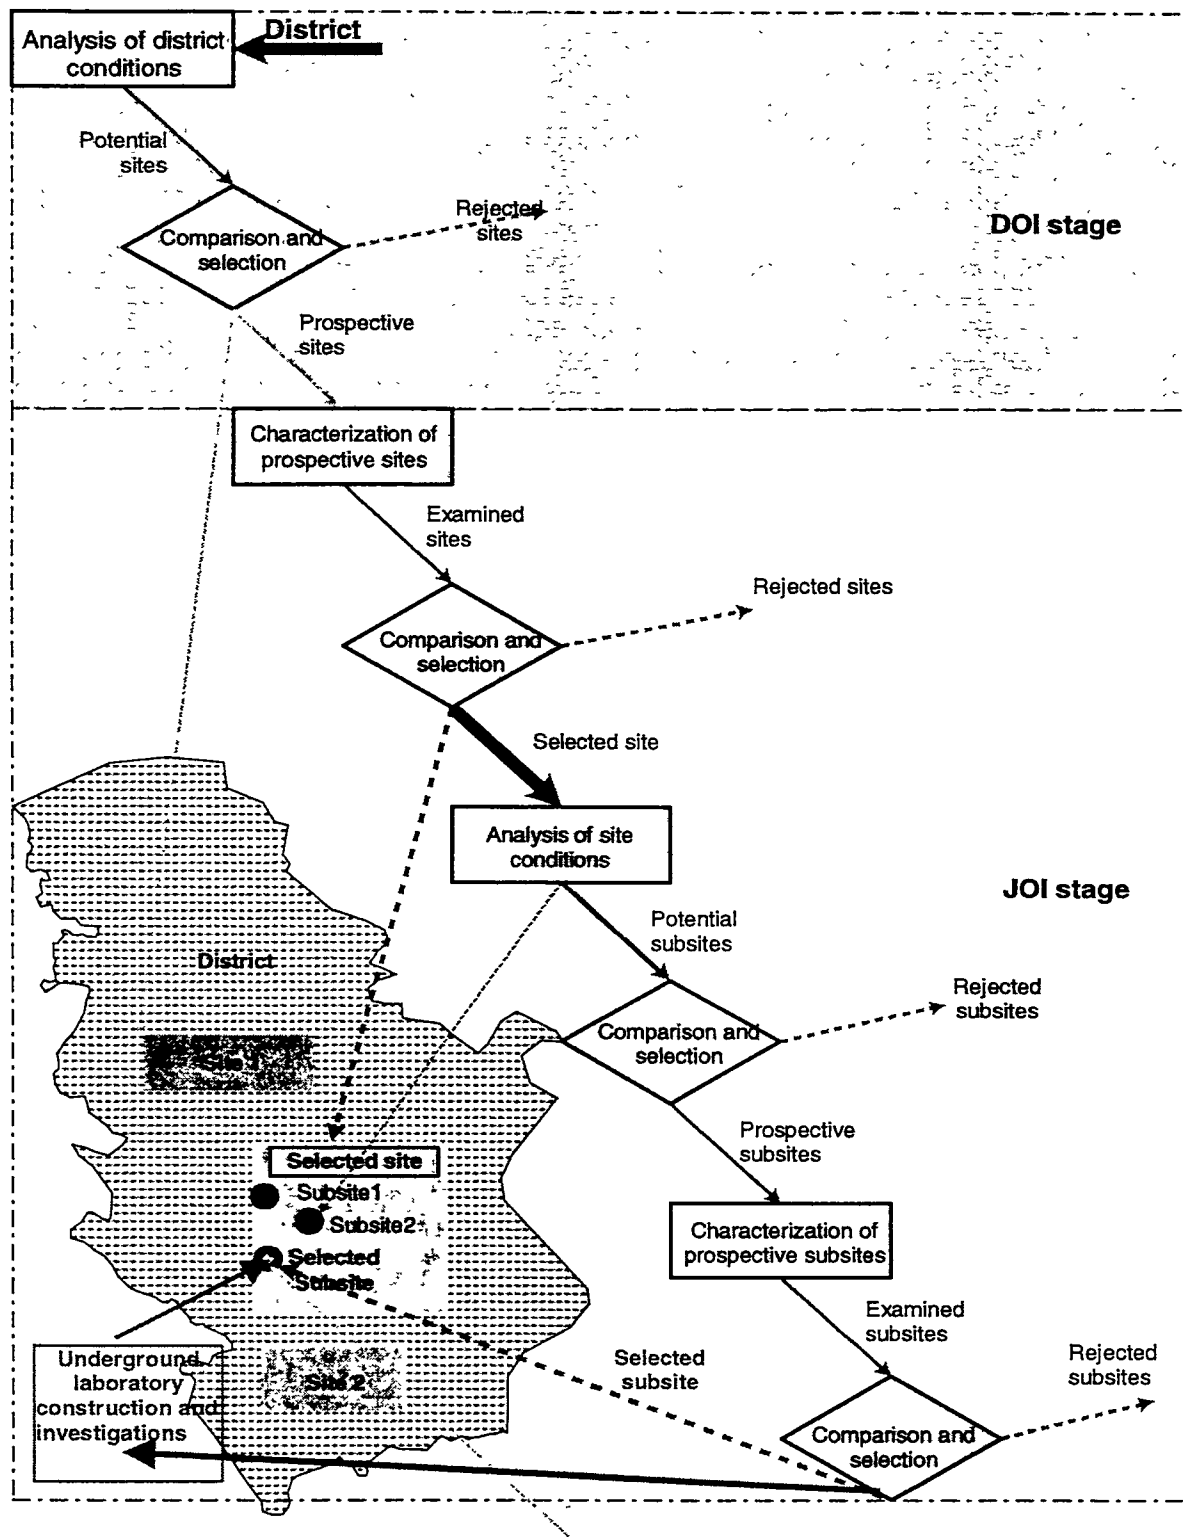 District
Analysis of district
conditions
Potential
sites
Rejected
sites
DOI stage
Comparison and
selection
Prospective
sites
Characterization of
prospective sites
Examined
sites
Rejected sites
Comparison and
selection
Selected site
Analysis of site
conditions
JOI stage
Potential
subsites
District
Rejected
subsites
Comparison and
selection
Site 1
Prospective
subsites
Selected site
Subsite1
Subsite2
Characterization of
prospective subsites
Selected
Subsite
Examined
subsites
Underground
laboratory
construction and
investigations
Site 2
Selected
subsite
Rejected
subsites
Comparison and
selection